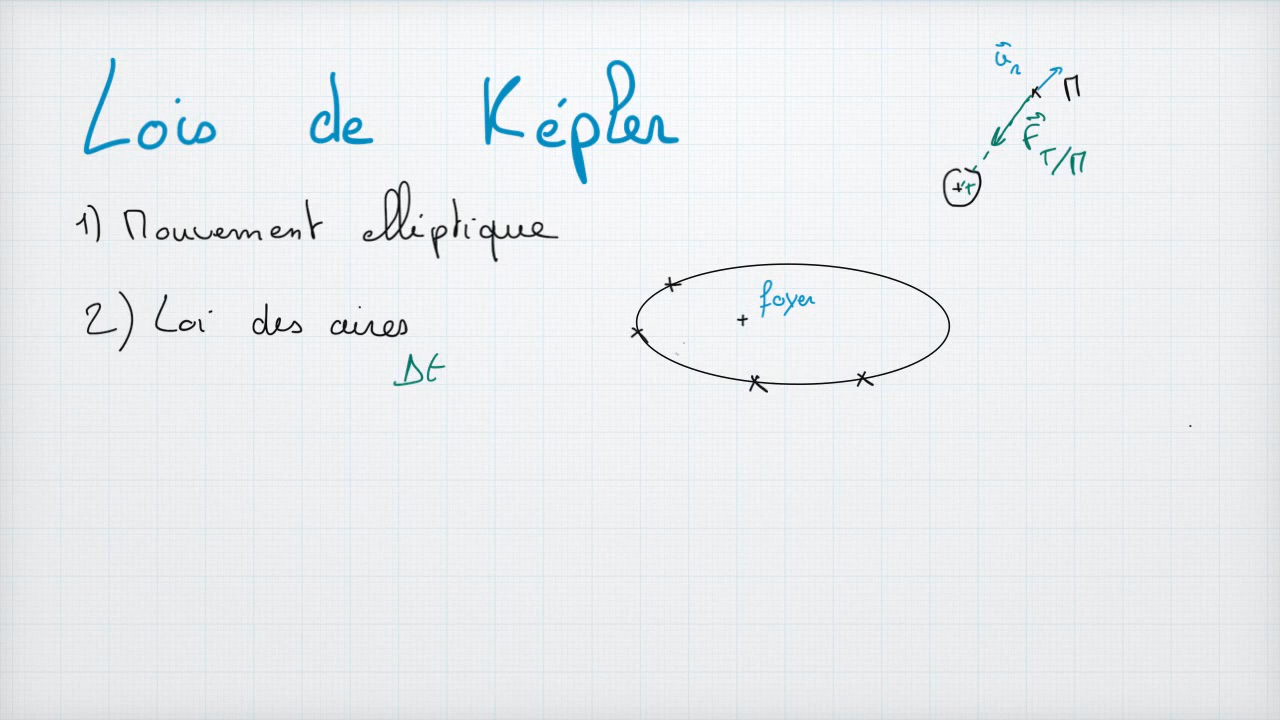 Lois de Képler
1) Mouvement elliptique
2) Loi des aires
Δt
foyer
u⃗r
M
F⃗T/M